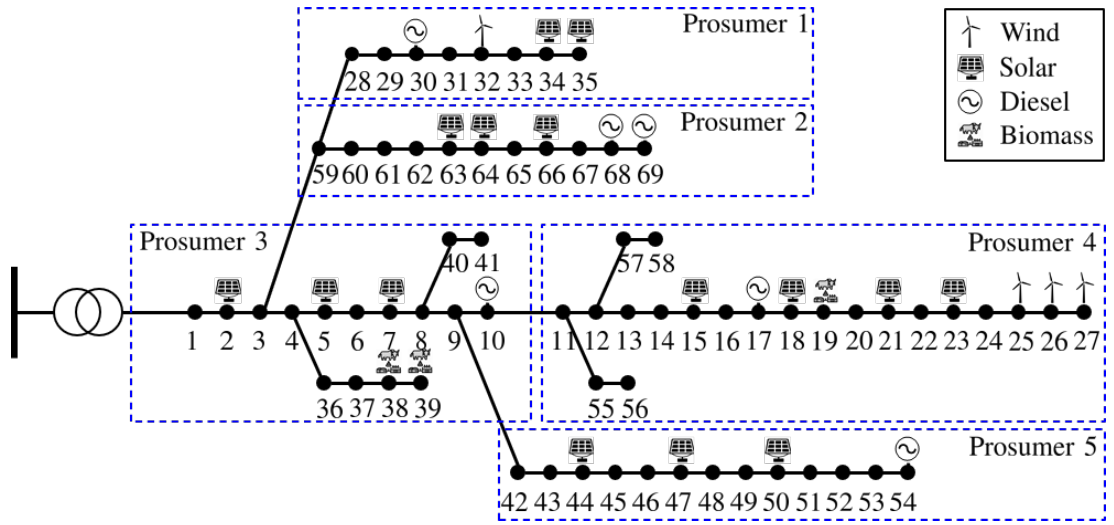 Prosumer 1
28 29 30 31 32 33 34 35
Wind
Solar
Diesel
Biomass
Prosumer 2
59 60 61 62 63 64 65 66 67 68 69
Prosumer 3
40 41
1 2 3 4 5 6 7 8 9 10
36 37 38 39
Prosumer 4
57 58
11 12 13 14 15 16 17 18 19 20 21 22 23 24 25 26 27
55 56
Prosumer 5
42 43 44 45 46 47 48 49 50 51 52 53 54